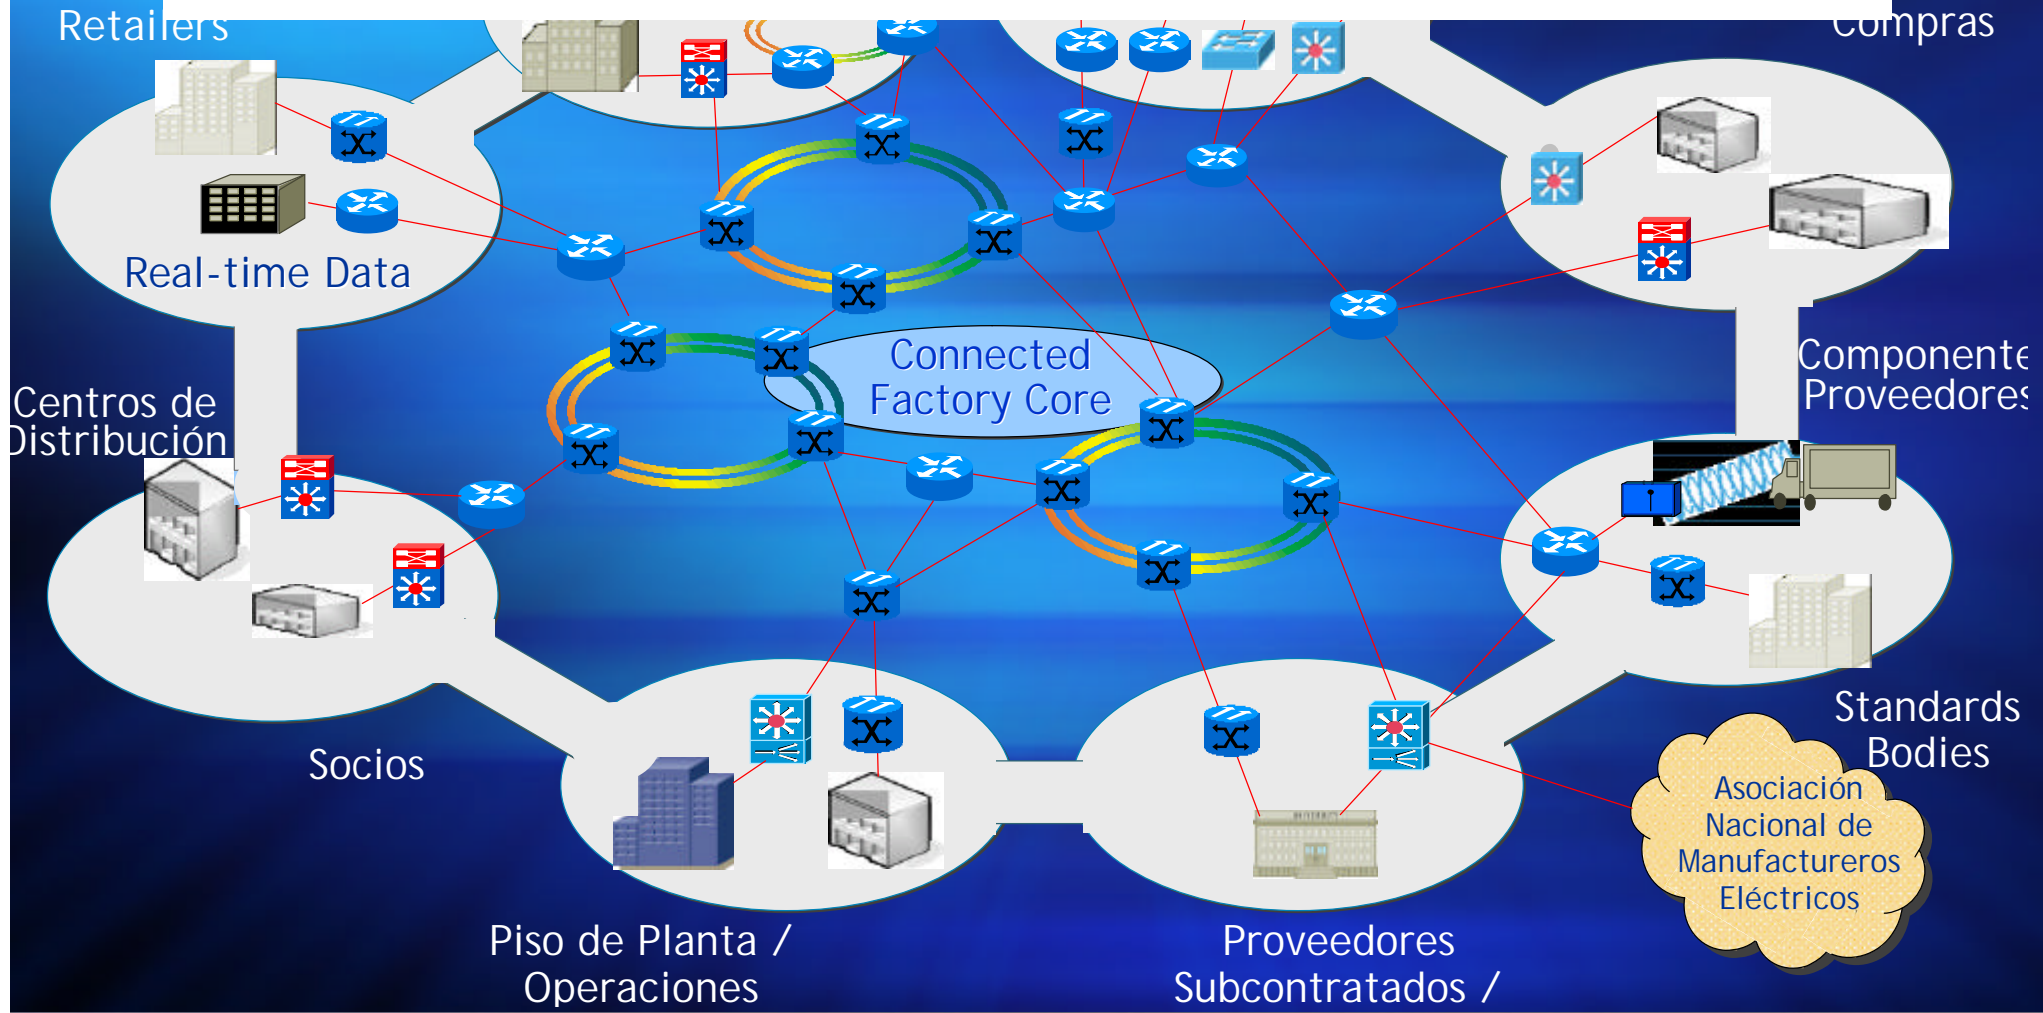 Retailers
Compras
Real-time Data
Connected
Factory Core
Componente
Proveedores
Centros de
Distribución
Standards
Bodies
Socios
Asociación
Nacional de
Manufactureros
Eléctricos
Piso de Planta /
Operaciones
Proveedores
Subcontratados /